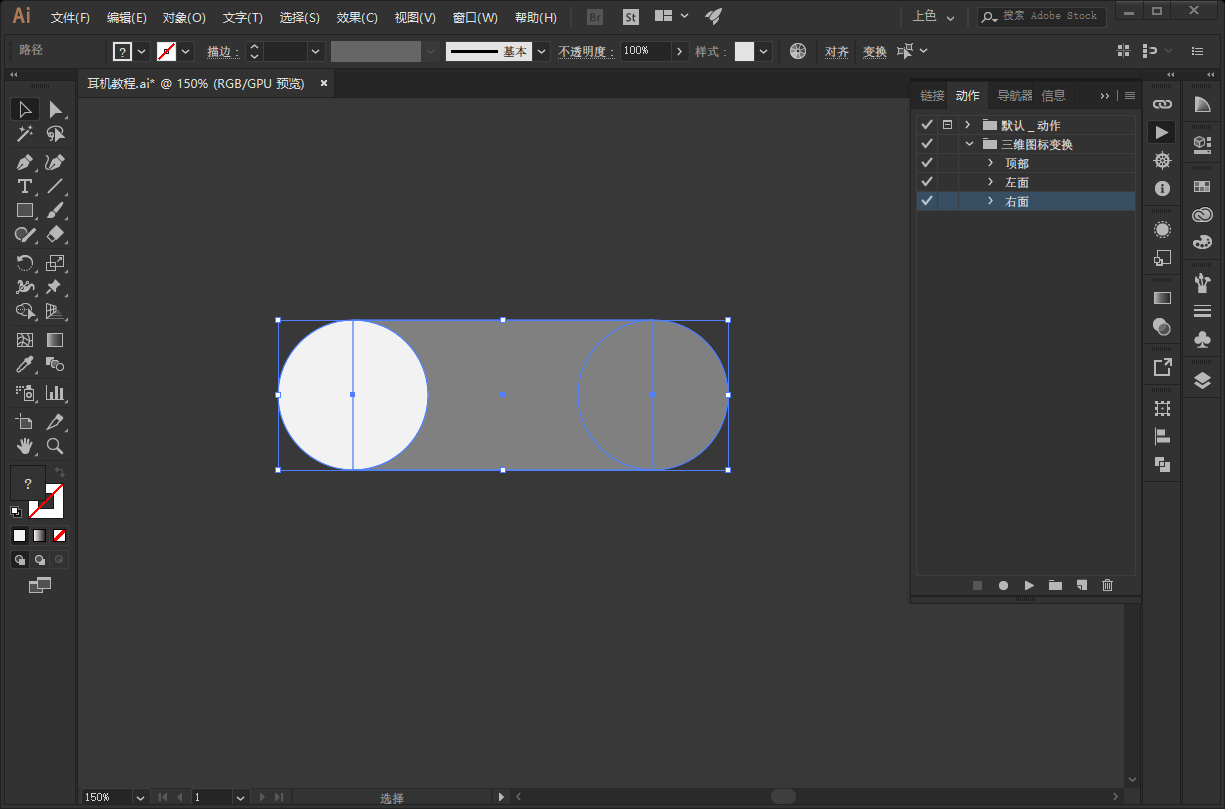 Ai 文件(F) 编辑(E) 对象(O) 文字(T) 选择(S) 效果(C) 视图(V) 窗口(W) 帮助(H) Br St 上色 搜索 Adobe Stock
路径 ? 描边： 基本 不透明度： 100% 样式： 对齐 变换
耳机教程.ai* @ 150% (RGB/GPU 预览) ×
链接 动作 导航器 信息
默认 _ 动作
三维图标变换
顶部
左面
右面
?
150% 1 选择